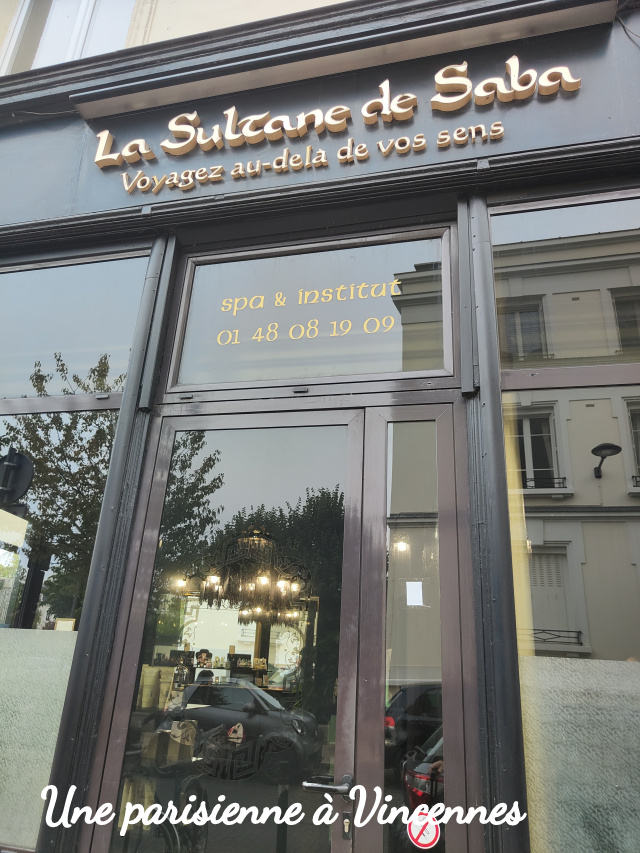 La Sultane de Saba
Voyagez au-delà de vos sens
spa & institut
01 48 08 19 09
Une parisienne à Vincennes